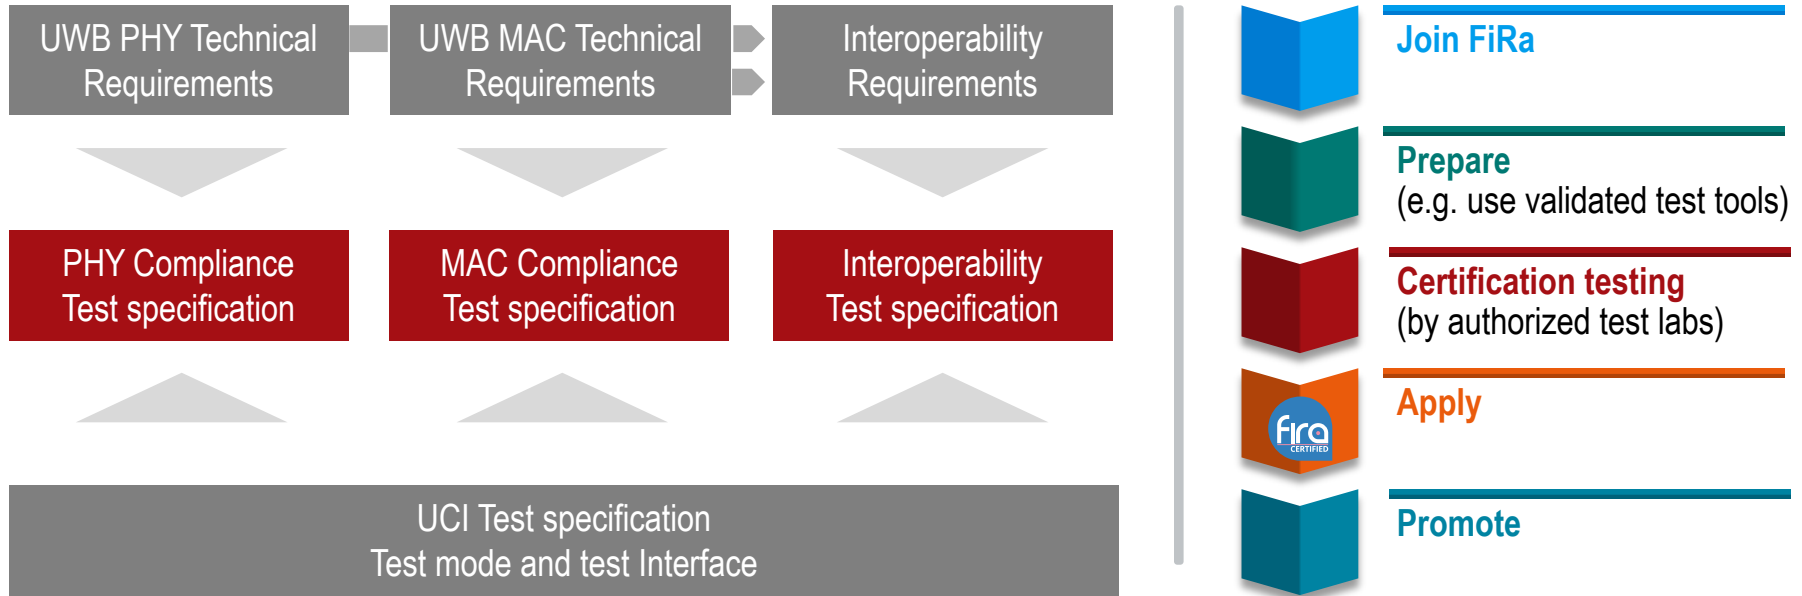 UWB PHY Technical
Requirements
UWB MAC Technical
Requirements
Interoperability
Requirements
PHY Compliance
Test specification
MAC Compliance
Test specification
Interoperability
Test specification
UCI Test specification
Test mode and test Interface
Join FiRa
Prepare
(e.g. use validated test tools)
Certification testing
(by authorized test labs)
fira
CERTIFIED
Apply
Promote